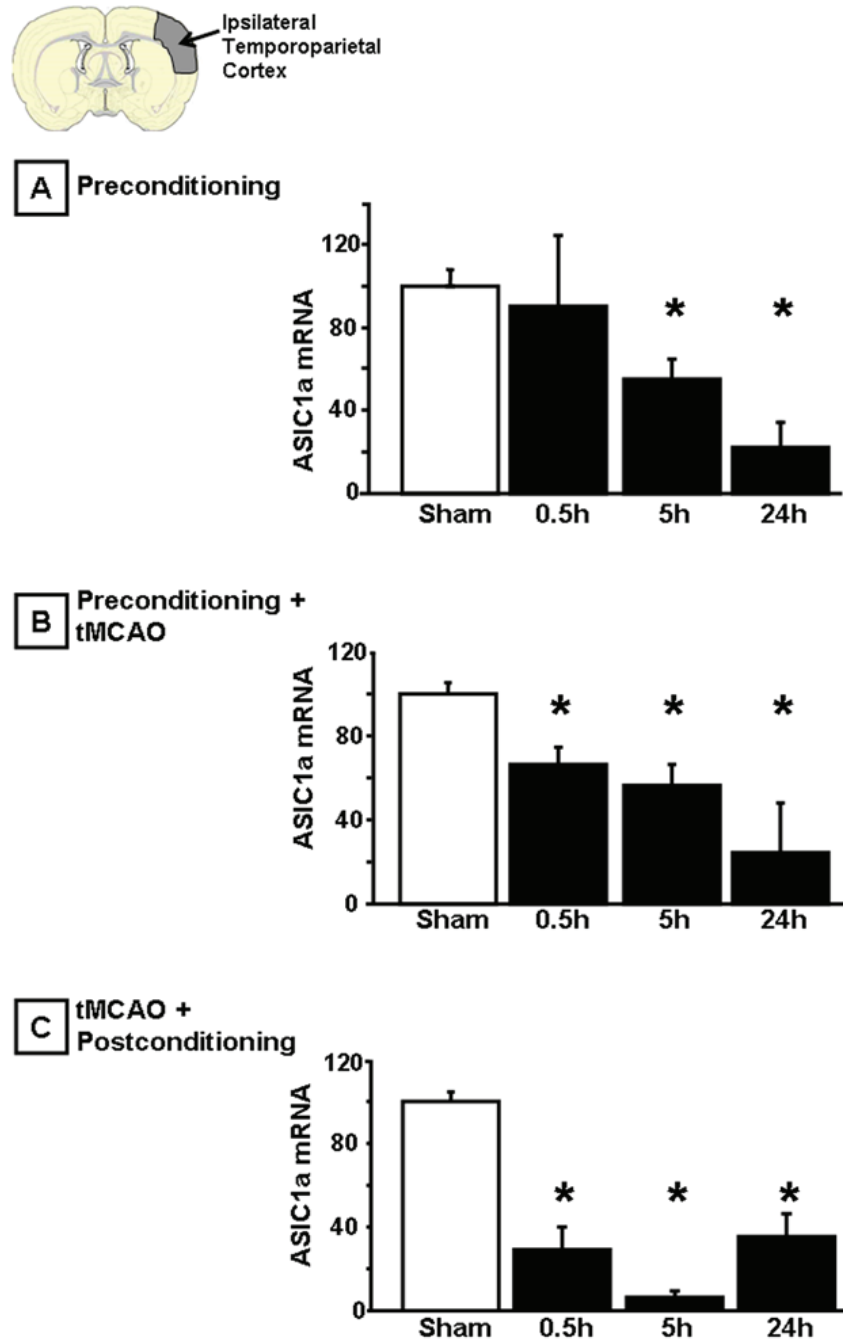 Ipsilateral
Temporoparietal
Cortex
A Preconditioning
ASIC1a mRNA
120
80
40
0
* *
Sham 0.5h 5h 24h
B Preconditioning +
tMCAO
ASIC1a mRNA
120
80
40
0
* * *
Sham 0.5h 5h 24h
C tMCAO +
Postconditioning
ASIC1a mRNA
120
80
40
0
* * *
Sham 0.5h 5h 24h